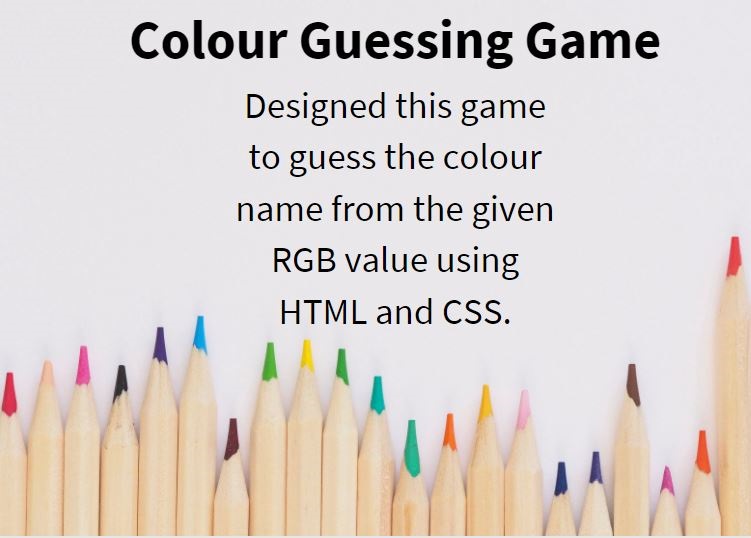 Colour Guessing Game
Designed this game
to guess the colour
name from the given
RGB value using
HTML and CSS.